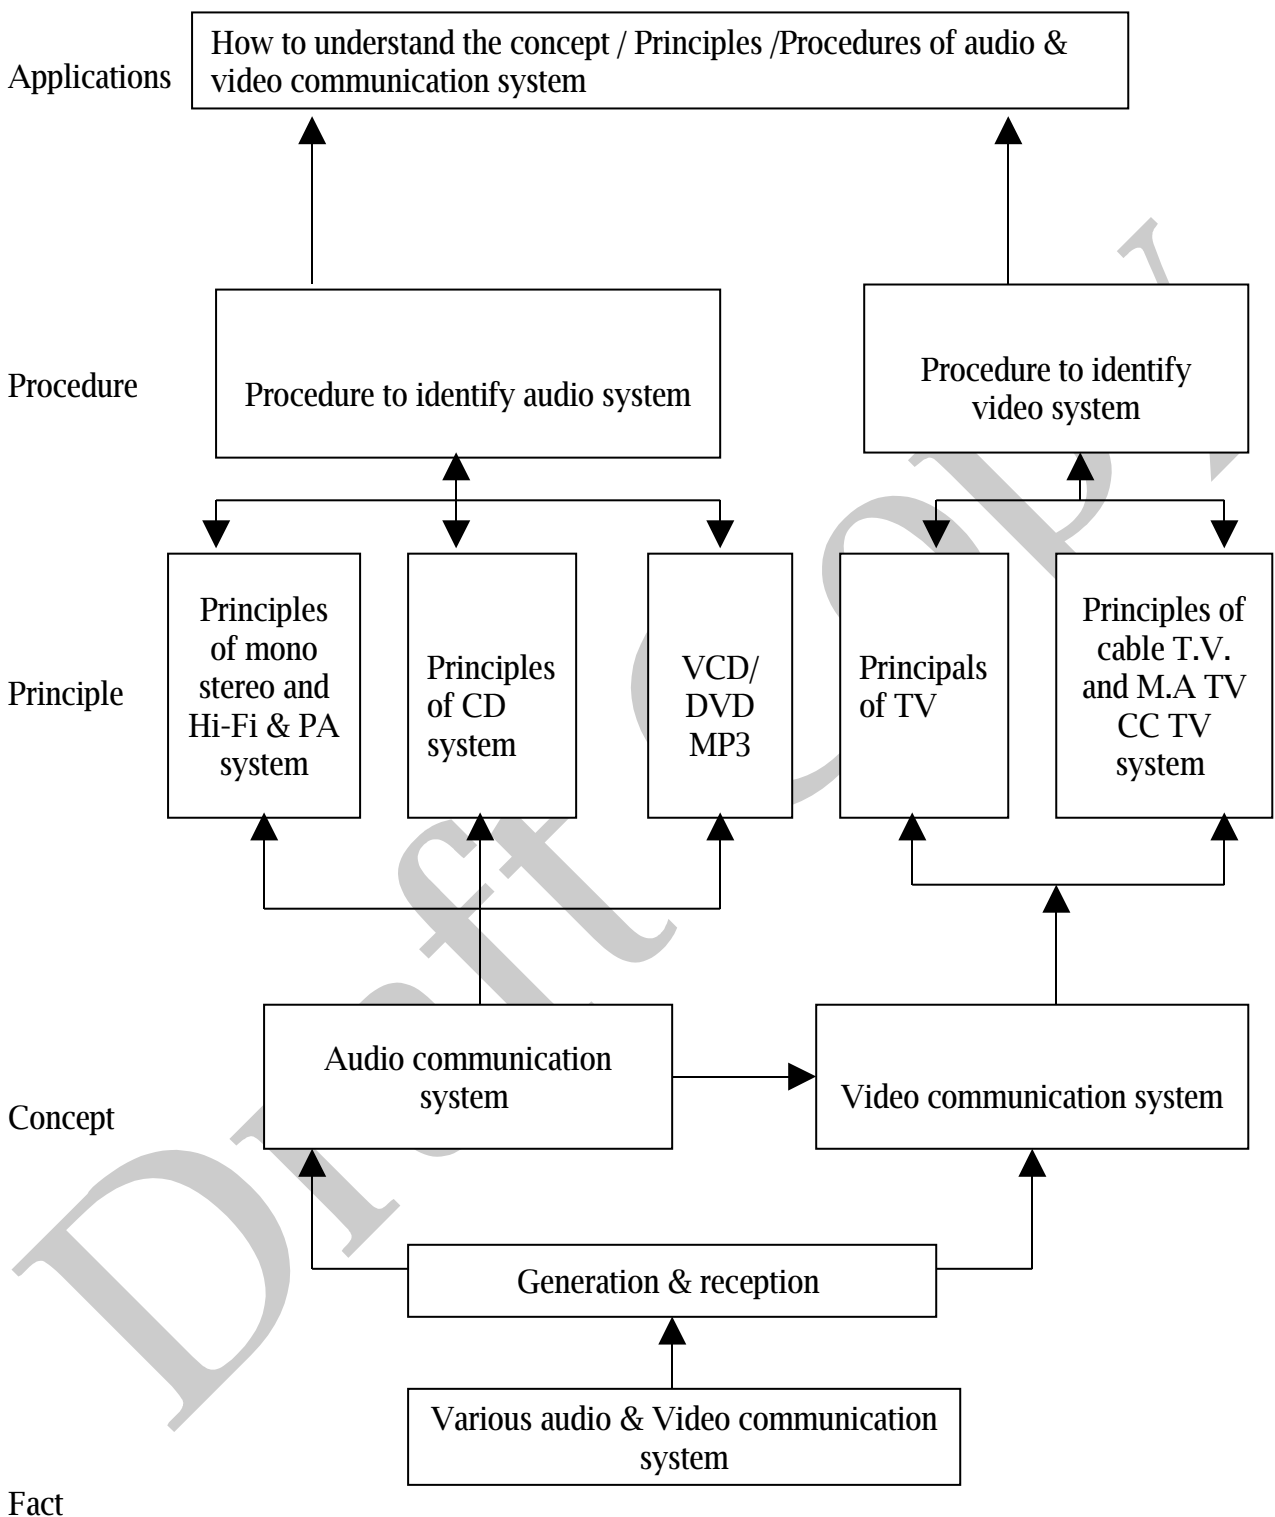 Applications
How to understand the concept / Principles /Procedures of audio &
video communication system
Procedure
Procedure to identify audio system
Procedure to identify
video system
Principle
Principles
of mono
stereo and
Hi-Fi & PA
system
Principles
of CD
system
VCD/
DVD
MP3
Principals
of TV
Principles of
cable T.V.
and M.A TV
CC TV
system
Concept
Audio communication
system
Video communication system
Generation & reception
Various audio & Video communication
system
Fact
Draft Copy